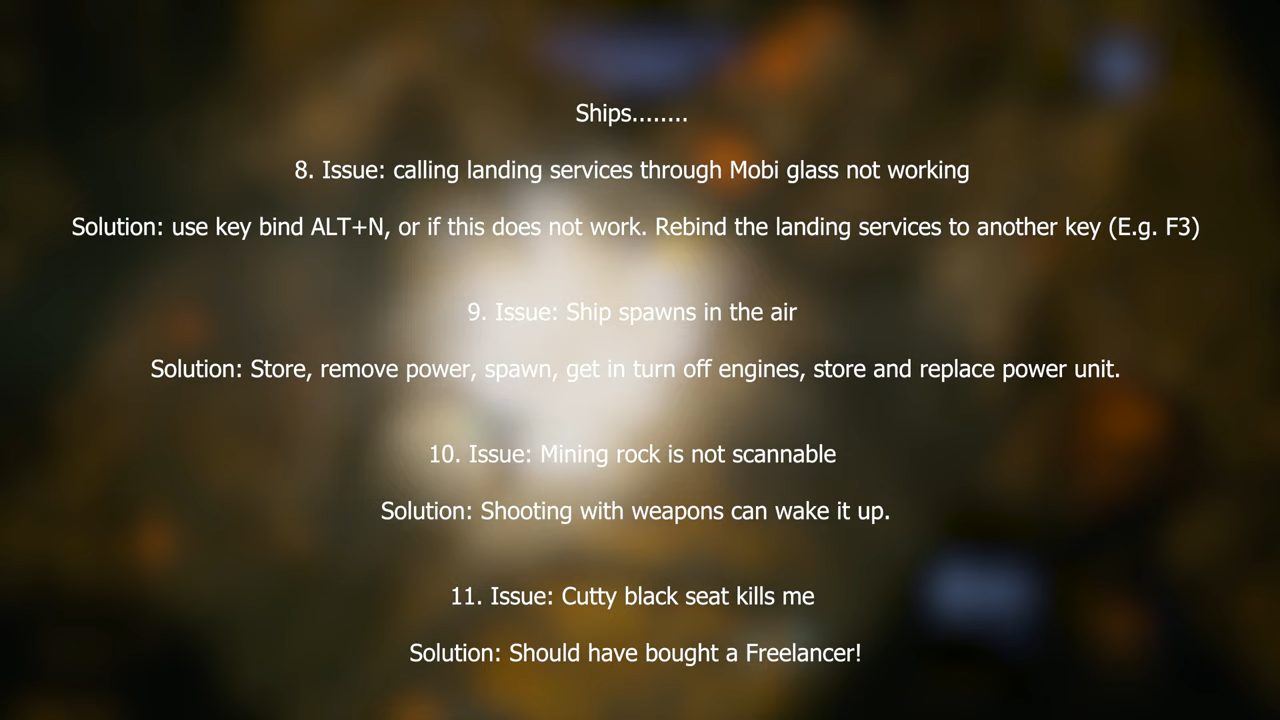 Ships........
8. Issue: calling landing services through Mobi glass not working
Solution: use key bind ALT+N, or if this does not work. Rebind the landing services to another key (E.g. F3)
9. Issue: Ship spawns in the air
Solution: Store, remove power, spawn, get in turn off engines, store and replace power unit.
10. Issue: Mining rock is not scannable
Solution: Shooting with weapons can wake it up.
11. Issue: Cutty black seat kills me
Solution: Should have bought a Freelancer!